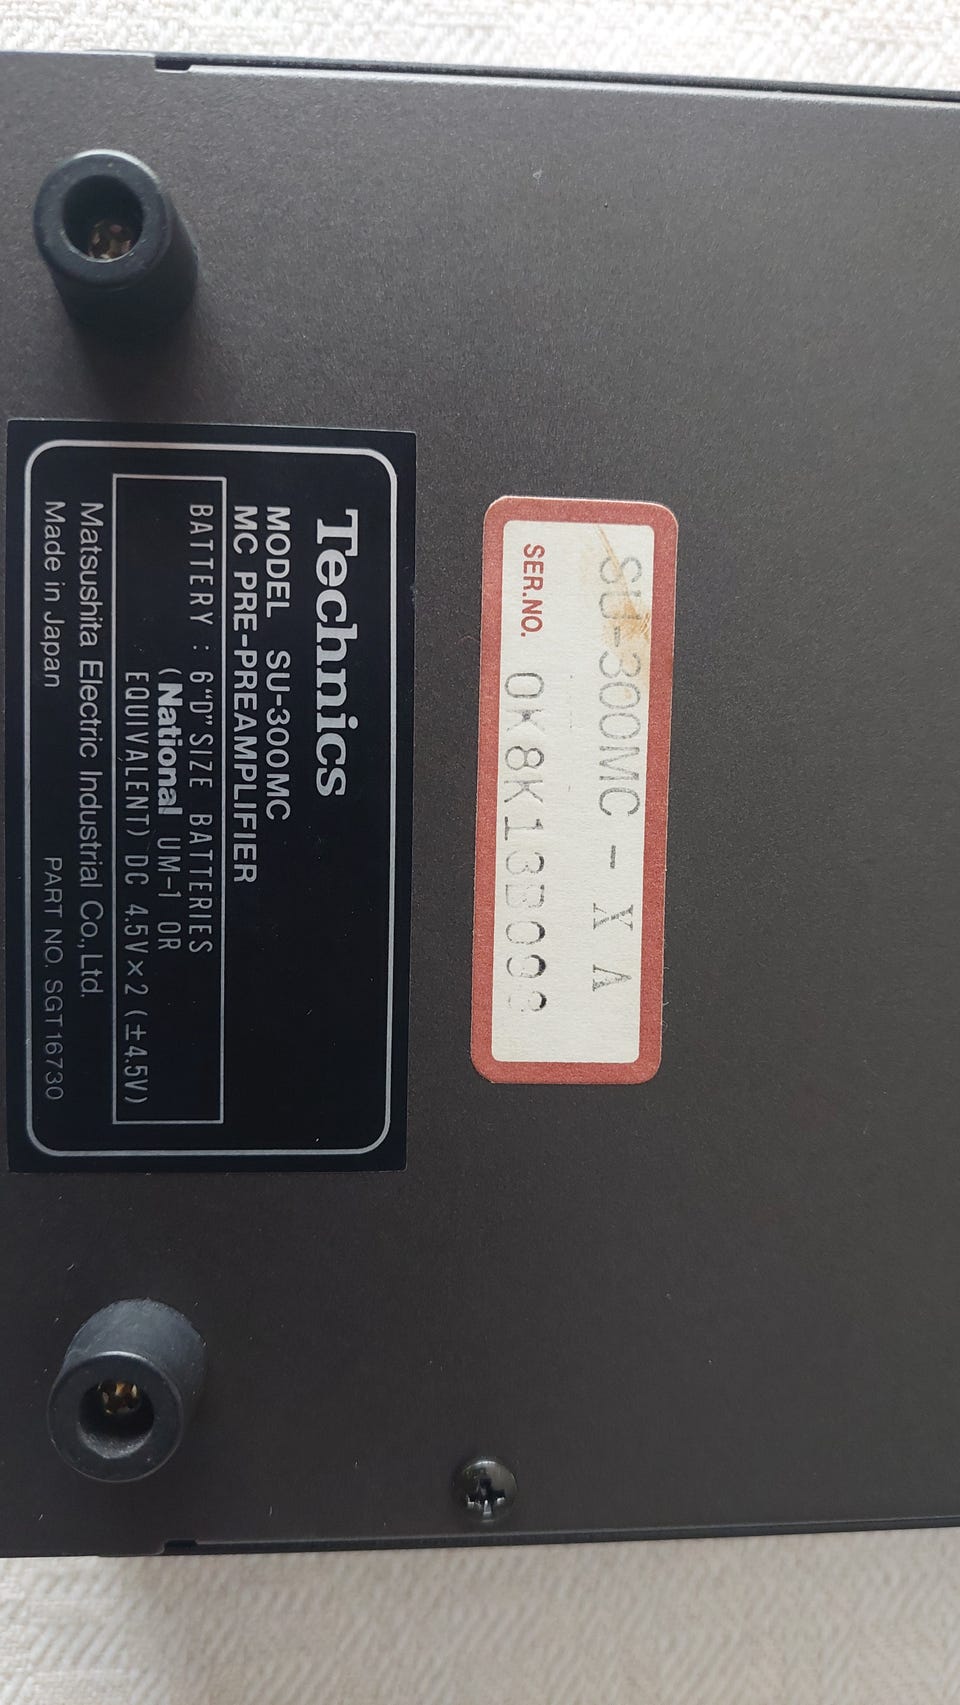 Technics
MODEL SU-300MC
MC PRE-PREAMPLIFIER
BATTERY : 6 "D" SIZE BATTERIES
(National UM-1 OR
EQUIVALENT) DC 4.5V×2 (±4.5V)
Matsushita Electric Industrial Co., Ltd.
Made in Japan PART NO. SGT16730
SU-300MC - X A
SER.NO.